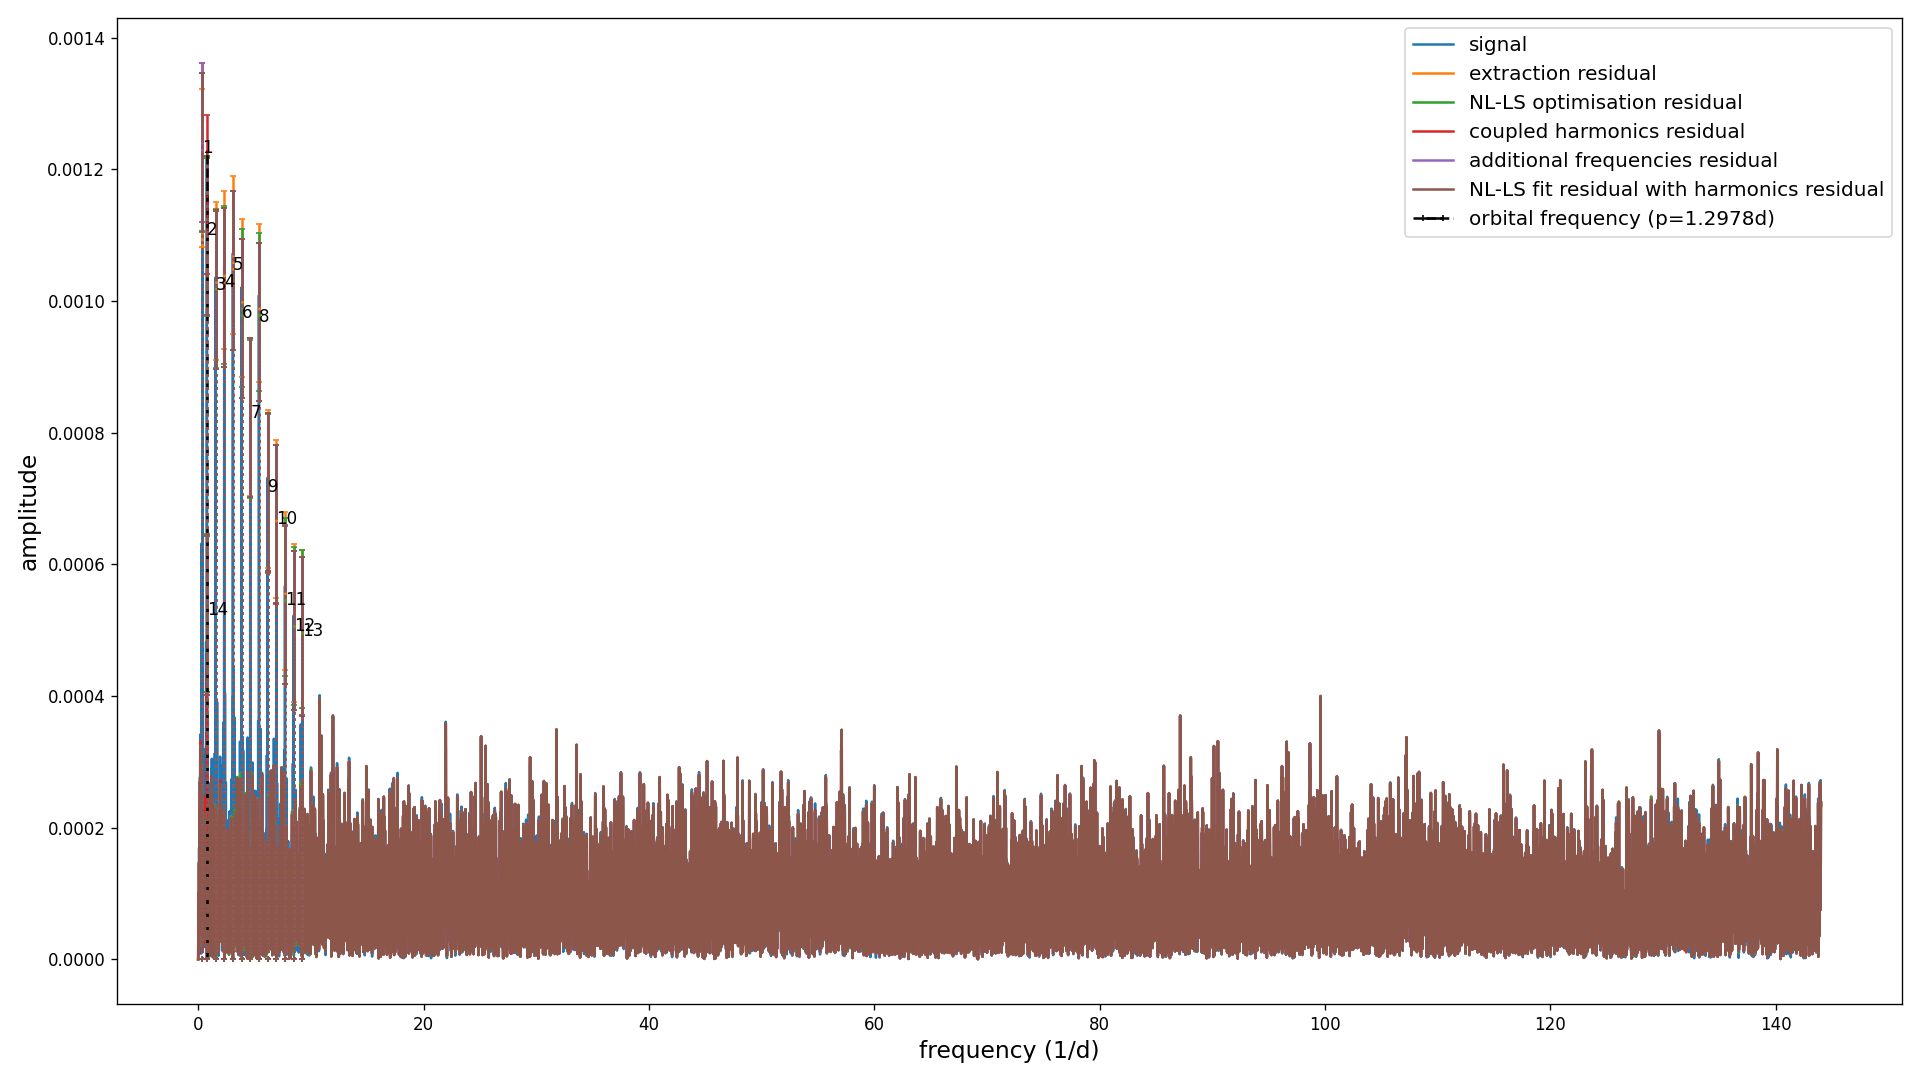 signal
extraction residual
NL-LS optimisation residual
coupled harmonics residual
additional frequencies residual
NL-LS fit residual with harmonics residual
orbital frequency (p=1.2978d)
amplitude
0.0014
0.0012
0.0010
0.0008
0.0006
0.0004
0.0002
0.0000
1
2
3
4
5
6
7
8
9
10
11
12
13
14
0 20 40 60 80 100 120 140
frequency (1/d)